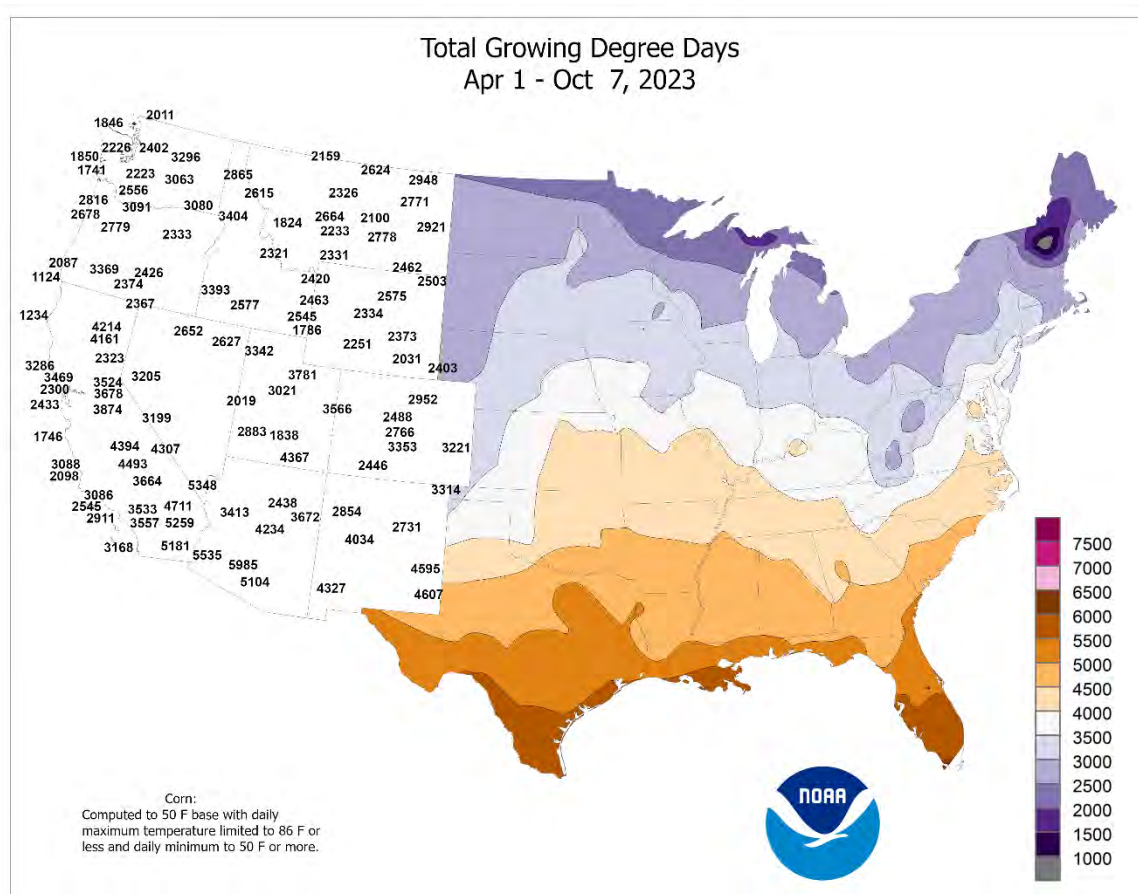 Total Growing Degree Days
Apr 1 - Oct 7, 2023
2011
1846
2226 2402
1850 3296 2159
1741 2223 3063 2865 2624
2556 2615 2326 2948
2816 3091 3080 2771
2678 3404 1824 2664 2100
2779 2333 2233 2778 2921
2321 2331
2087 3369 2426 2462
1124 2374 2420 2503
3393 2463 2575
2367 2577 2545 2334
1234 4214 2652 1786
4161 2627 2251 2373
2323 3342 2031
3286 3205 3781 2403
3469 3524 3021
2300 3678 2019 2952
2433 3874 3199 3566 2488
1746 2883 1838 2766
4394 4307 3353 3221
3088 4493 4367 2446
2098 3664 5348 3314
3086 2438
2545 3533 4711 3413 3672 2854
2911 3557 5259 4234 2731
3168 5181 4034
5535 5985 4595
5104 4327 4607
7500
7000
6500
6000
5500
5000
4500
4000
3500
3000
2500
2000
1500
1000
NOAA
Corn:
Computed to 50 F base with daily
maximum temperature limited to 86 F or
less and daily minimum to 50 F or more.